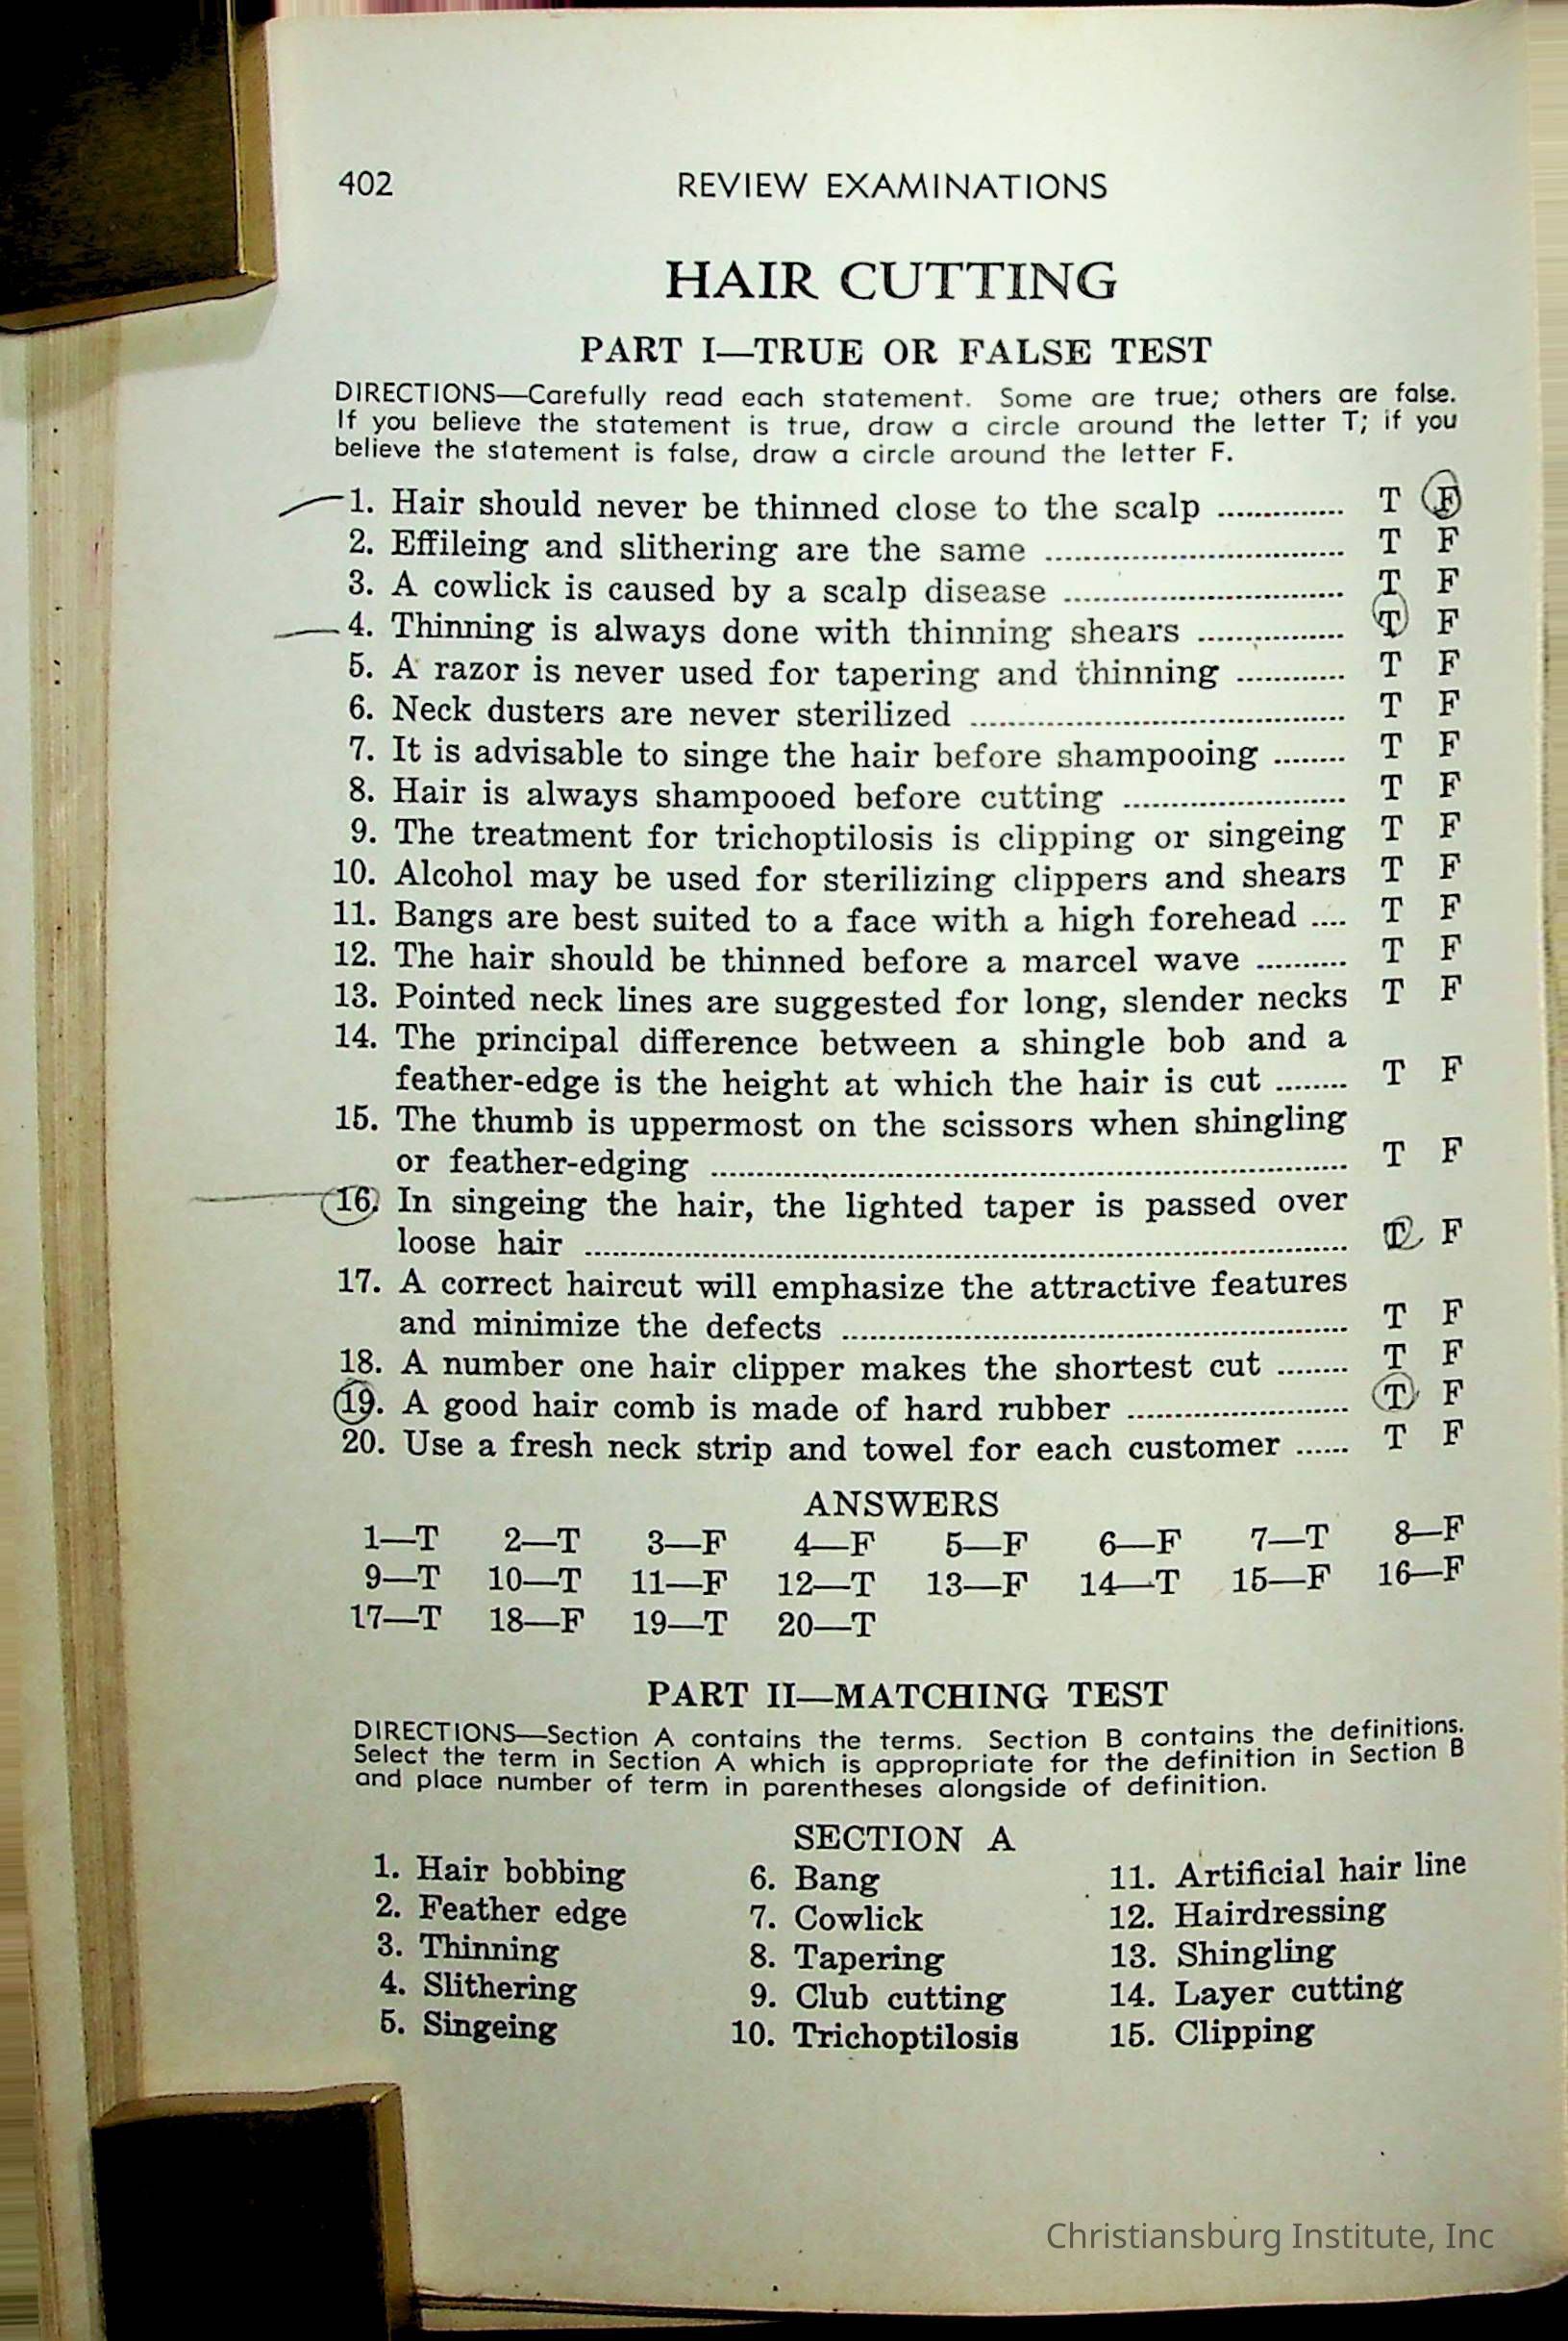 402 REVIEW EXAMINATIONS
HAIR CUTTING
PART I—TRUE OR FALSE TEST
DIRECTIONS—Carefully read each statement. Some are true; others are false.
If you believe the statement is true, draw a circle around the letter T; if you
believe the statement is false, draw a circle around the letter F.
1. Hair should never be thinned close to the scalp .............. T F
2. Effileing and slithering are the same ................................ T F
3. A cowlick is caused by a scalp disease .............................. T F
4. Thinning is always done with thinning shears ................ T F
5. A razor is never used for tapering and thinning ............ T F
6. Neck dusters are never sterilized ........................................ T F
7. It is advisable to singe the hair before shampooing ........ T F
8. Hair is always shampooed before cutting ........................ T F
9. The treatment for trichoptilosis is clipping or singeing T F
10. Alcohol may be used for sterilizing clippers and shears T F
11. Bangs are best suited to a face with a high forehead .... T F
12. The hair should be thinned before a marcel wave .......... T F
13. Pointed neck lines are suggested for long, slender necks T F
14. The principal difference between a shingle bob and a
feather-edge is the height at which the hair is cut ........ T F
15. The thumb is uppermost on the scissors when shingling
or feather-edging .................................................................... T F
16. In singeing the hair, the lighted taper is passed over
loose hair .................................................................................. T F
17. A correct haircut will emphasize the attractive features
and minimize the defects ...................................................... T F
18. A number one hair clipper makes the shortest cut ........ T F
19. A good hair comb is made of hard rubber ........................ T F
20. Use a fresh neck strip and towel for each customer ...... T F
ANSWERS
1—T 2—T 3—F 4—F 5—F 6—F 7—T 8—F
9—T 10—T 11—F 12—T 13—F 14—T 15—F 16—F
17—T 18—F 19—T 20—T
PART II—MATCHING TEST
DIRECTIONS—Section A contains the terms. Section B contains the definitions.
Select the term in Section A which is appropriate for the definition in Section B
and place number of term in parentheses alongside of definition.
SECTION A
1. Hair bobbing 6. Bang 11. Artificial hair line
2. Feather edge 7. Cowlick 12. Hairdressing
3. Thinning 8. Tapering 13. Shingling
4. Slithering 9. Club cutting 14. Layer cutting
5. Singeing 10. Trichoptilosis 15. Clipping
Christiansburg Institute, Inc